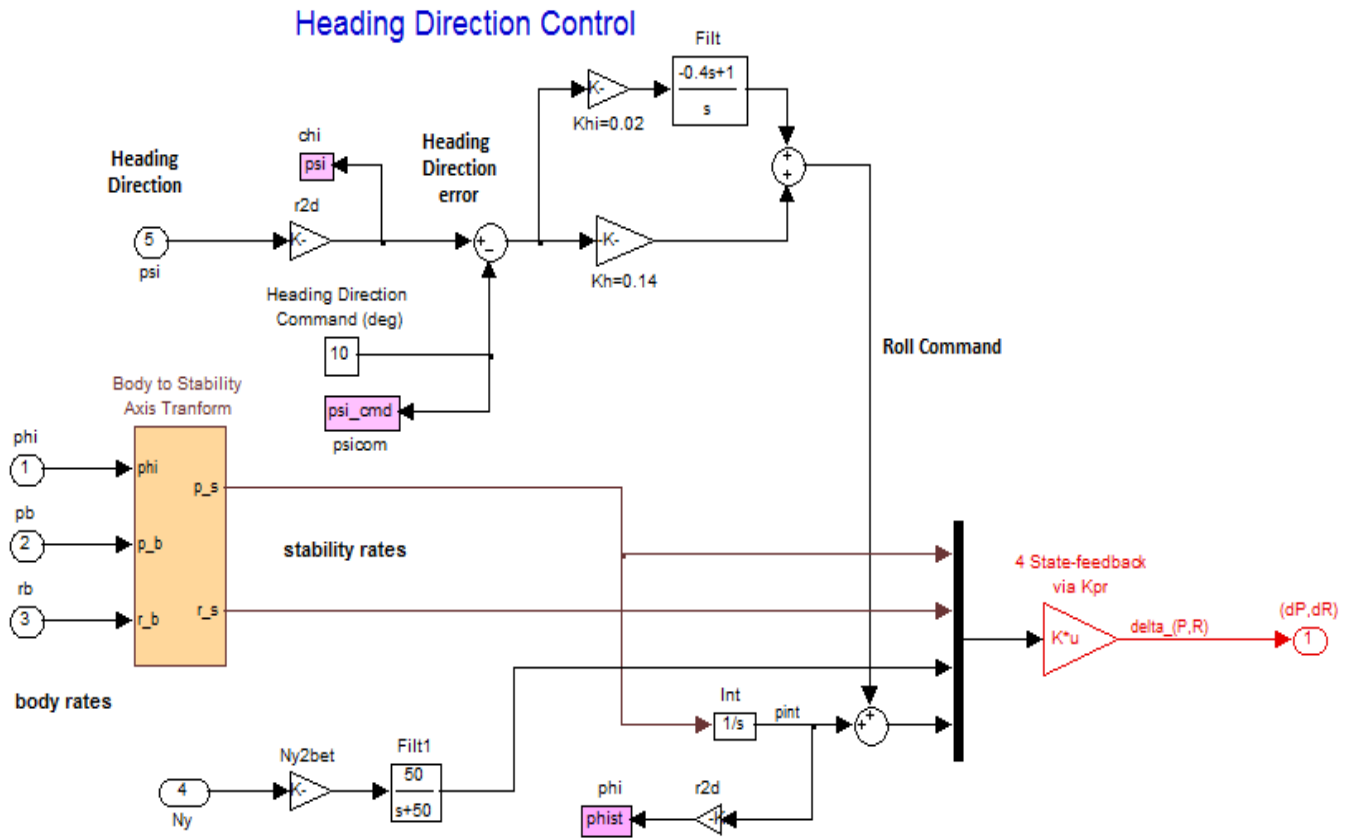 Heading Direction Control
Filt
-0.4s+1
s
K-
Khi=0.02
chi
psi
Heading
Direction
error
Heading
Direction
r2d
K-
5
psi
+
−
-K-
Kh=0.14
+
+
Heading Direction
Command (deg)
10
psi_cmd
psicom
Roll Command
Body to Stability
Axis Tranform
phi
1
phi
p_s
pb
2
p_b
stability rates
rb
3
r_b
r_s
body rates
4 State-feedback
via Kpr
K*u
delta_(P,R)
(dP,dR)
1
Int
1/s
pint
+
+
Ny2bet
K-
Filt1
50
s+50
4
Ny
phi
phist
r2d
-K